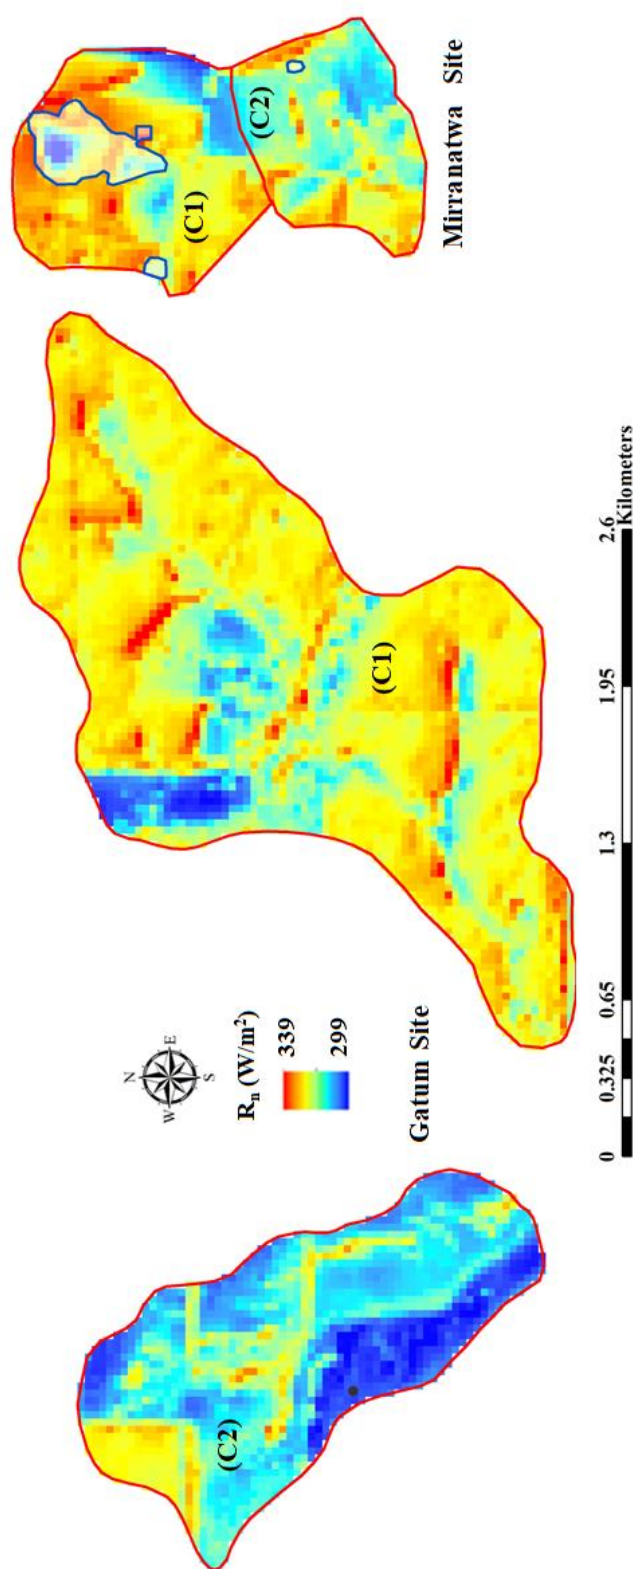 (C2)
N
W E
S
Rₙ (W/m²)
339
299
Gatum Site
(C1)
0 0.325 0.65 1.3 1.95 2.6
Kilometers
(C1)
(C2)
Mirranatwa Site